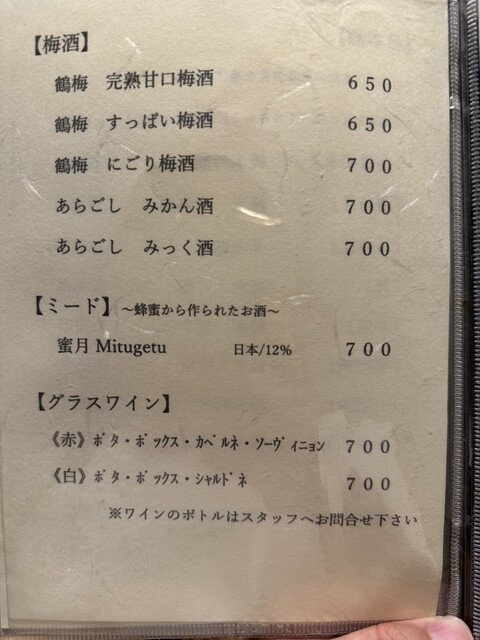 【梅酒】
鶴梅 完熟甘口梅酒 650
鶴梅 すっぱい梅酒 650
鶴梅 にごり梅酒 700
あらごし みかん酒 700
あらごし みっく酒 700
【ミード】 ～蜂蜜から作られたお酒～
蜜月 Mitugetu 日本/12% 700
【グラスワイン】
《赤》ﾎﾞﾀ・ﾎﾞｯｸｽ・ｶﾍﾞﾙﾈ・ｿｰｳﾞｨﾆｮﾝ 700
《白》ﾎﾞﾀ・ﾎﾞｯｸｽ・ｼｬﾙﾄﾞﾈ 700
※ワインのボトルはスタッフへお問合せ下さい